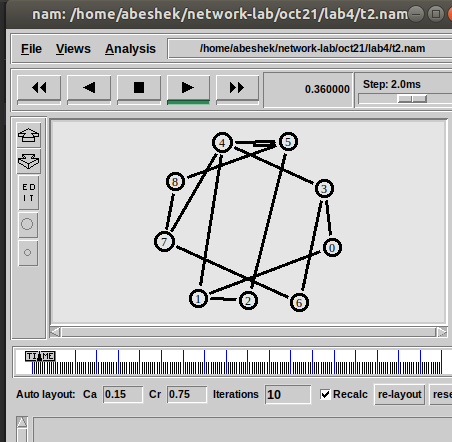 nam: /home/abeshek/network-lab/oct21/lab4/t2.nam
File Views Analysis /home/abeshek/network-lab/oct21/lab4/t2.nam
0.360000 Step: 2.0ms
EDIT
4 5
8 3
7 0
1 2 6
TIME
Auto layout: Ca 0.15 Cr 0.75 Iterations 10 Recalc re-layout rese